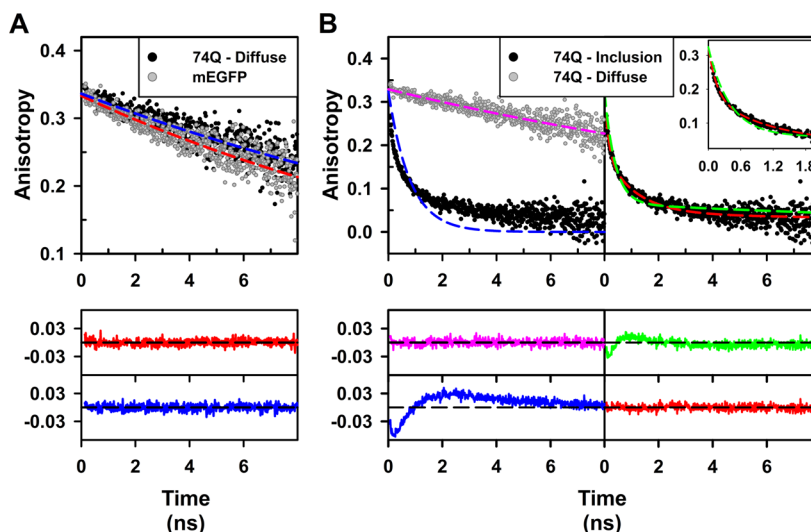 A
B
0.4
0.3
0.2
0.1
Anisotropy
74Q - Diffuse
mEGFP
0 2 4 6
0.4
0.3
0.2
0.1
0.0
Anisotropy
74Q - Inclusion
74Q - Diffuse
0 2 4 6 0 2 4 6
0.3
0.2
0.1
0.0 0.6 1.2 1.8
0.03
-0.03
0.03
-0.03
0 2 4 6
Time
(ns)
0.03
-0.03
0.03
-0.03
0 2 4 6 0 2 4 6
Time
(ns)
Time
(ns)